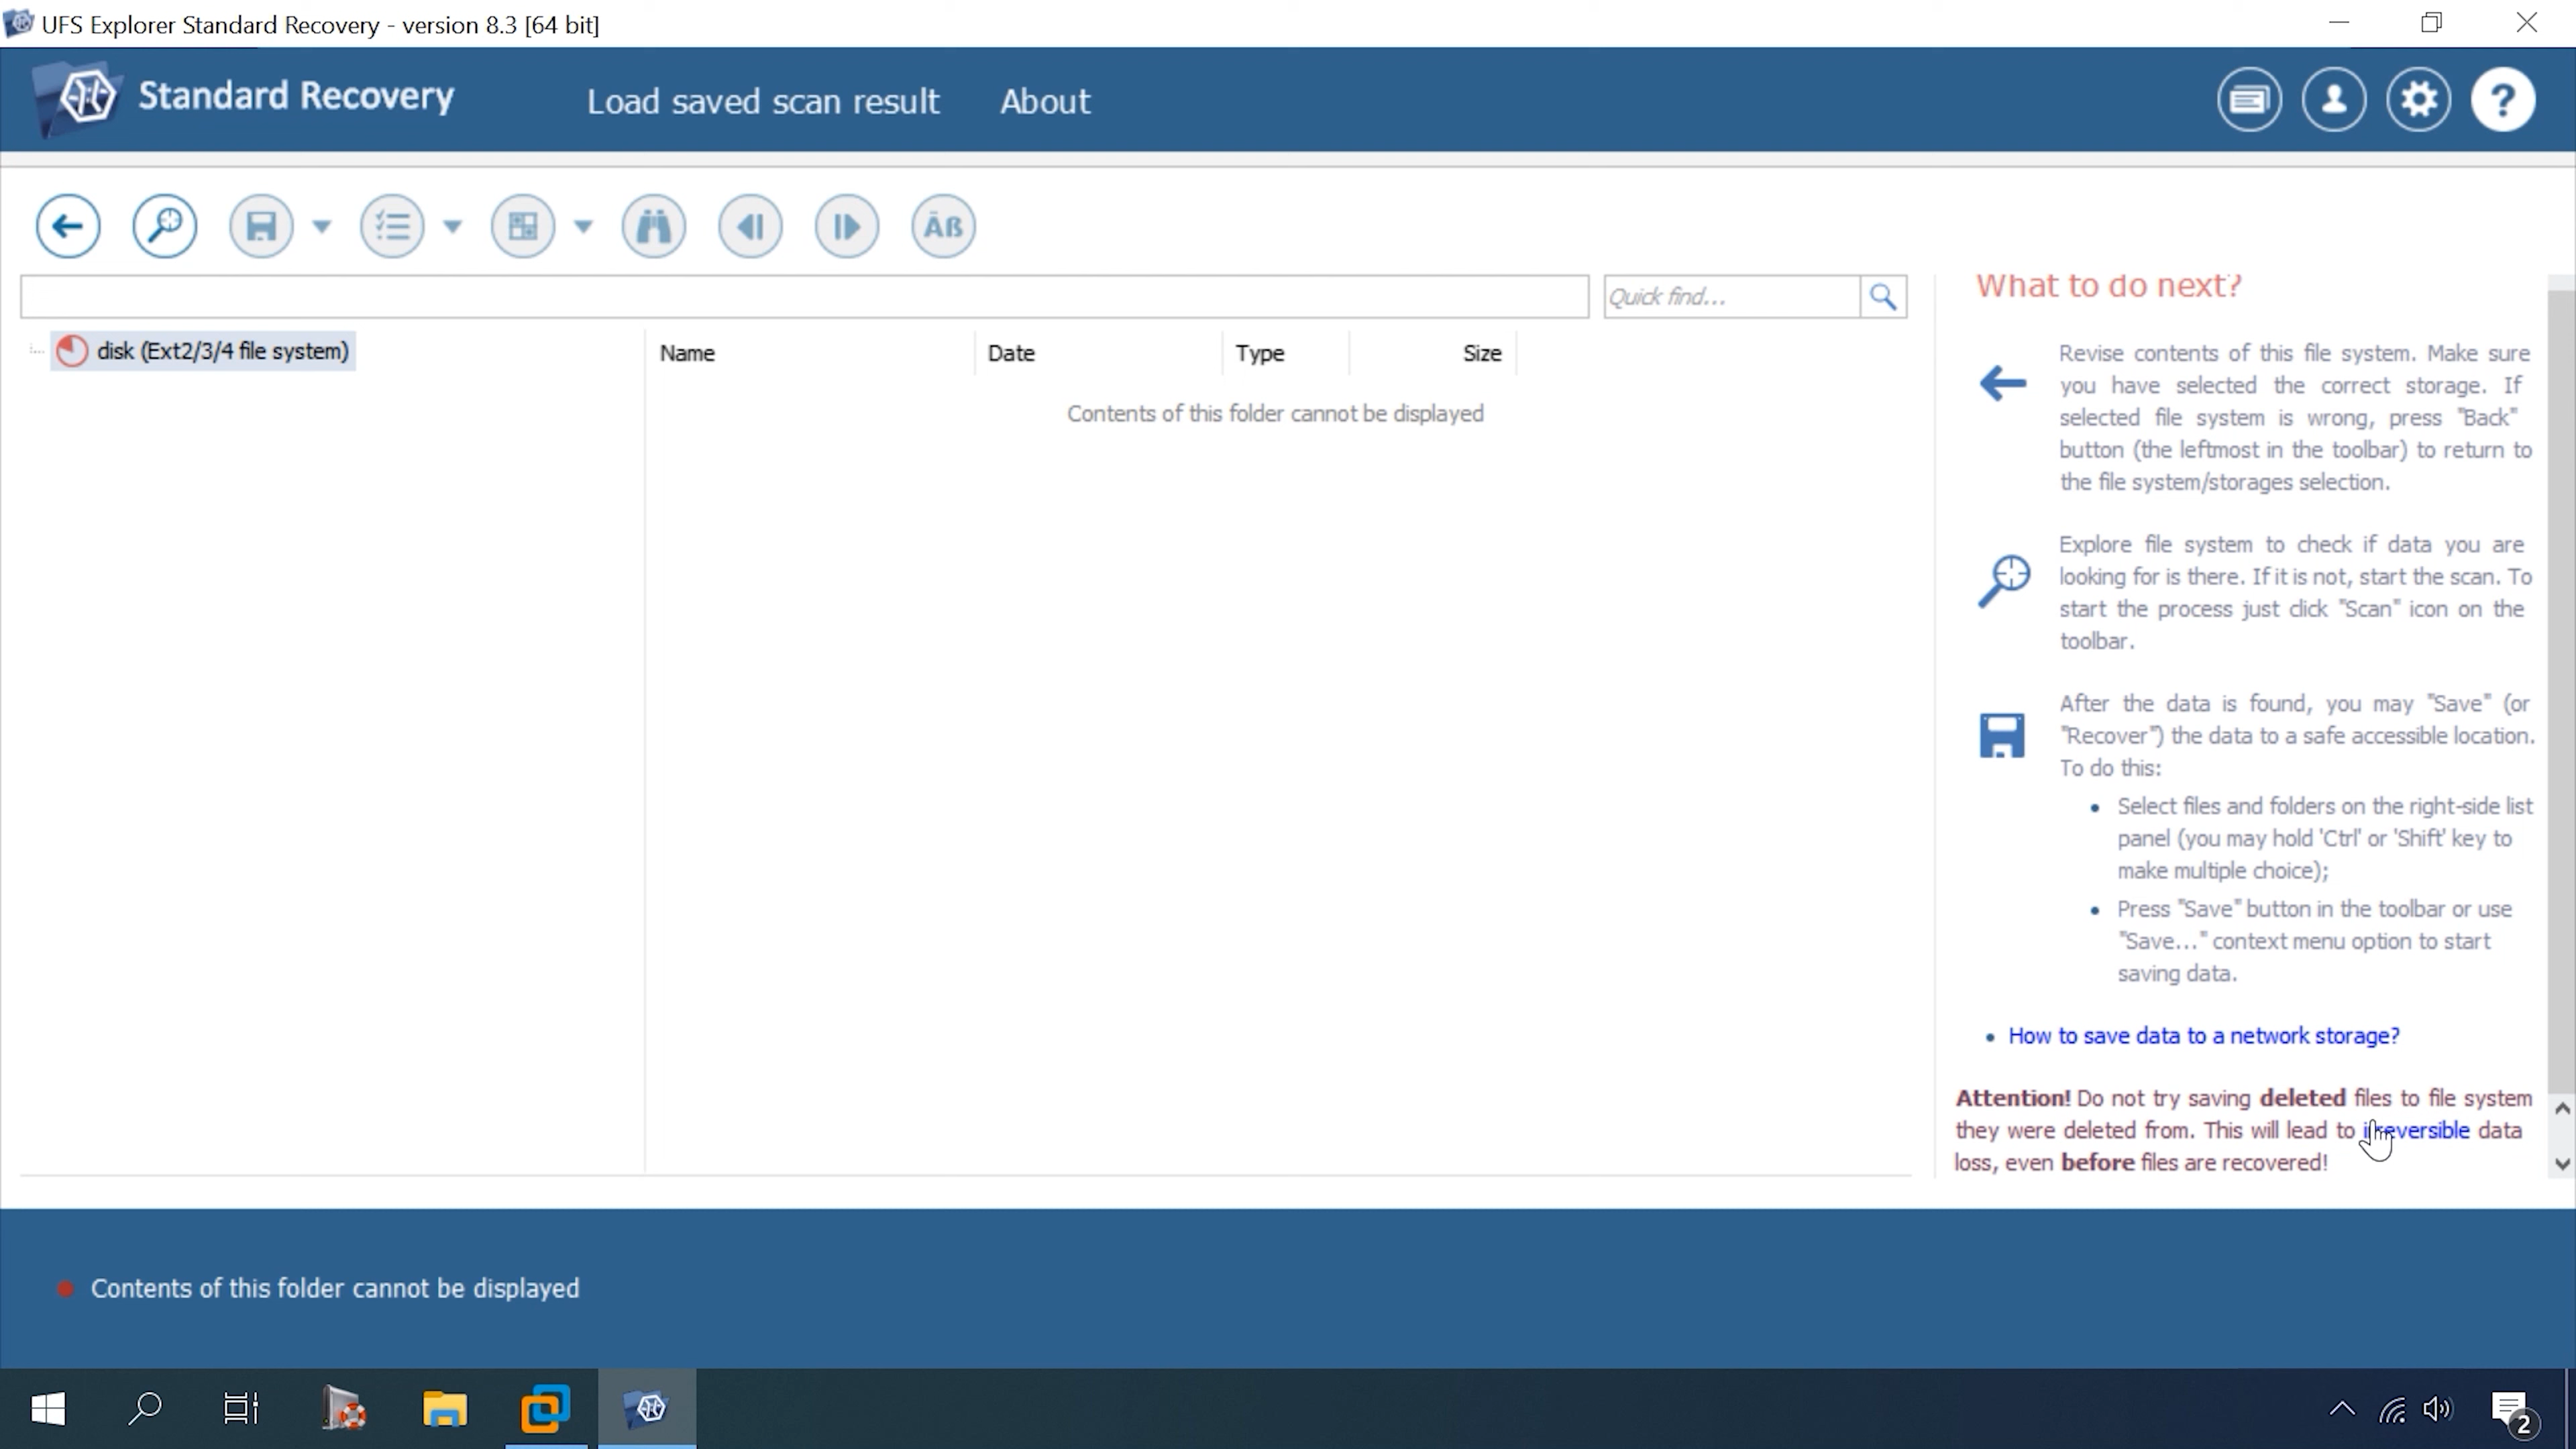 UFS Explorer Standard Recovery - version 8.3 [64 bit]
Standard Recovery
Load saved scan result
About
?
Äß
Quick find...
disk (Ext2/3/4 file system)
Name
Date
Type
Size
Contents of this folder cannot be displayed
What to do next?
Revise contents of this file system. Make sure
you have selected the correct storage. If
selected file system is wrong, press "Back"
button (the leftmost in the toolbar) to return to
the file system/storages selection.
Explore file system to check if data you are
looking for is there. If it is not, start the scan. To
start the process just click "Scan" icon on the
toolbar.
After the data is found, you may "Save" (or
"Recover") the data to a safe accessible location.
To do this:
• Select files and folders on the right-side list
panel (you may hold 'Ctrl' or 'Shift' key to
make multiple choice);
• Press "Save" button in the toolbar or use
"Save..." context menu option to start
saving data.
• How to save data to a network storage?
Attention! Do not try saving deleted files to file system
they were deleted from. This will lead to irreversible data
loss, even before files are recovered!
Contents of this folder cannot be displayed
2